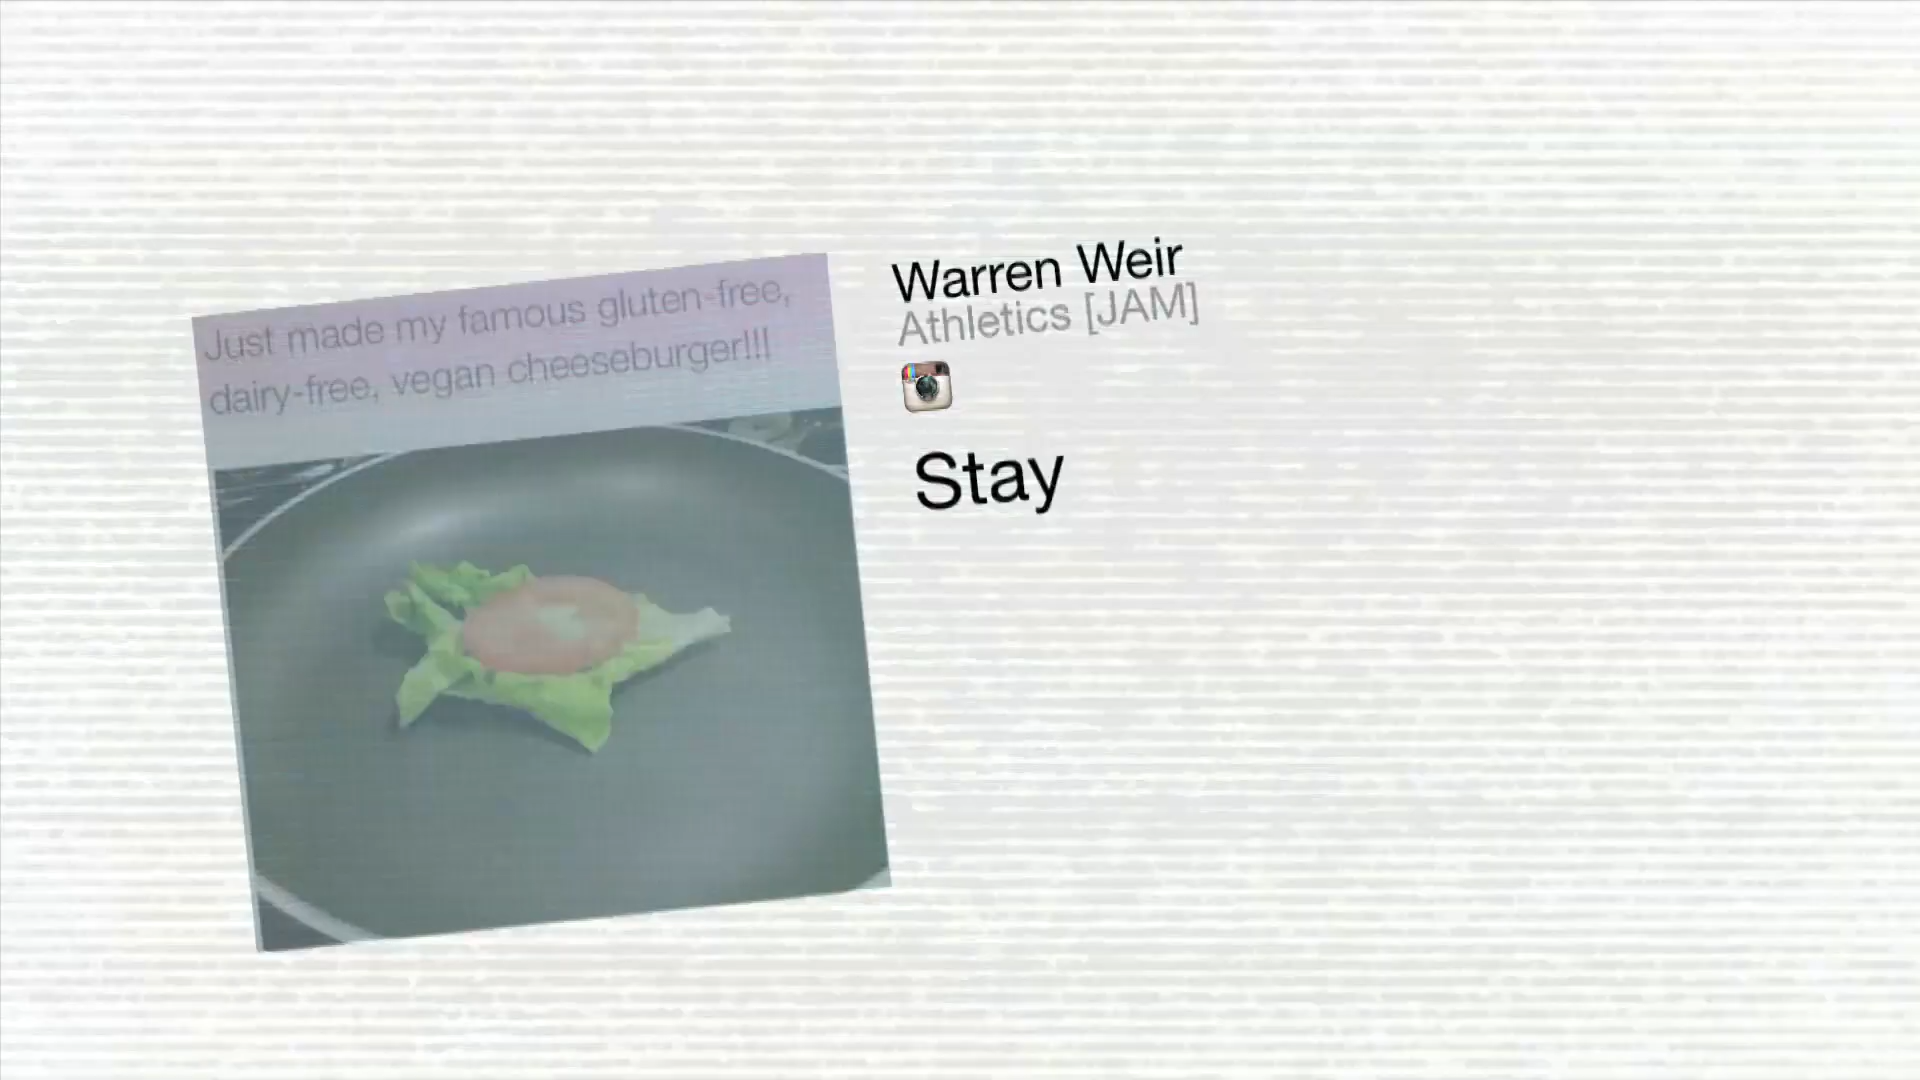 Just made my famous gluten-free,
dairy-free, vegan cheeseburger!!!
Warren Weir
Athletics [JAM]
Stay